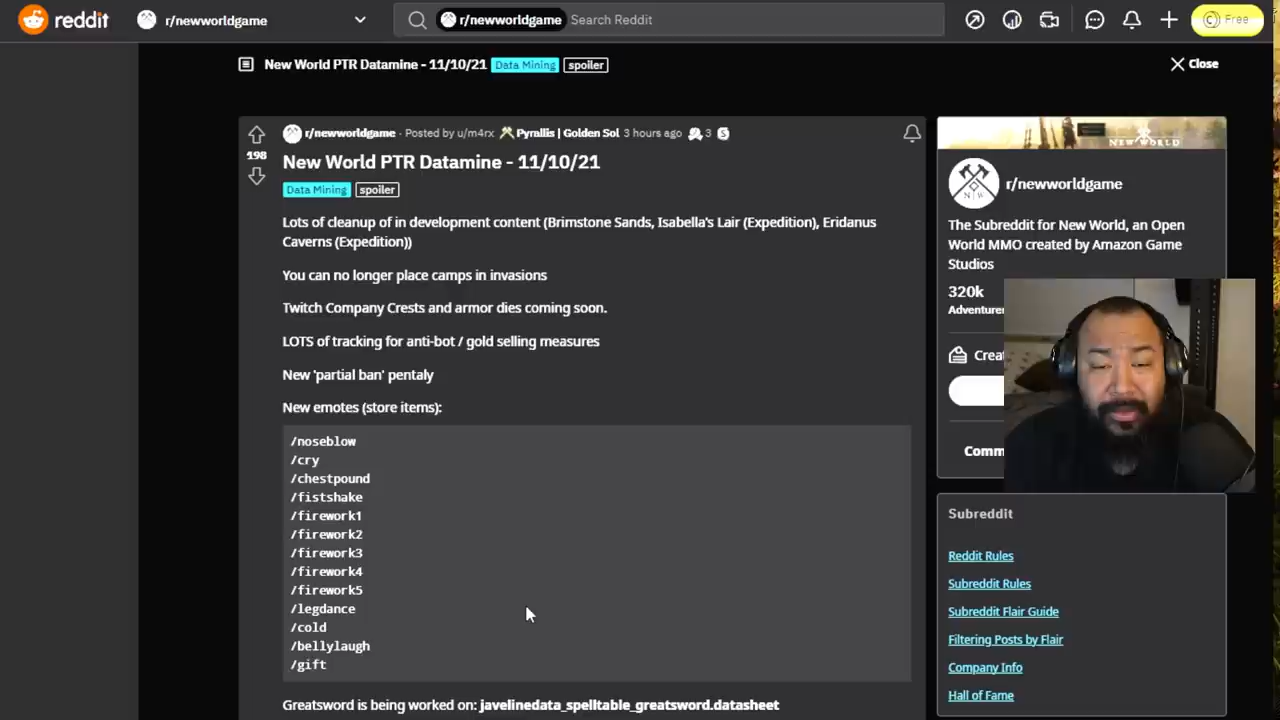 reddit
r/newworldgame
r/newworldgame Search Reddit
Free
New World PTR Datamine - 11/10/21 Data Mining spoiler
Close
r/newworldgame · Posted by u/m4rx Pyrallis | Golden Sol 3 hours ago 3 S
198
New World PTR Datamine - 11/10/21
Data Mining spoiler
Lots of cleanup of in development content (Brimstone Sands, Isabella's Lair (Expedition), Eridanus
Caverns (Expedition))
You can no longer place camps in invasions
Twitch Company Crests and armor dies coming soon.
LOTS of tracking for anti-bot / gold selling measures
New 'partial ban' pentaly
New emotes (store items):
/noseblow
/cry
/chestpound
/fistshake
/firework1
/firework2
/firework3
/firework4
/firework5
/legdance
/cold
/bellylaugh
/gift
Greatsword is being worked on: javelinedata_spelltable_greatsword.datasheet
NEW WORLD
N W
r/newworldgame
The Subreddit for New World, an Open
World MMO created by Amazon Game
Studios
320k
Adventurer
Creat
Comm
Subreddit
Reddit Rules
Subreddit Rules
Subreddit Flair Guide
Filtering Posts by Flair
Company Info
Hall of Fame